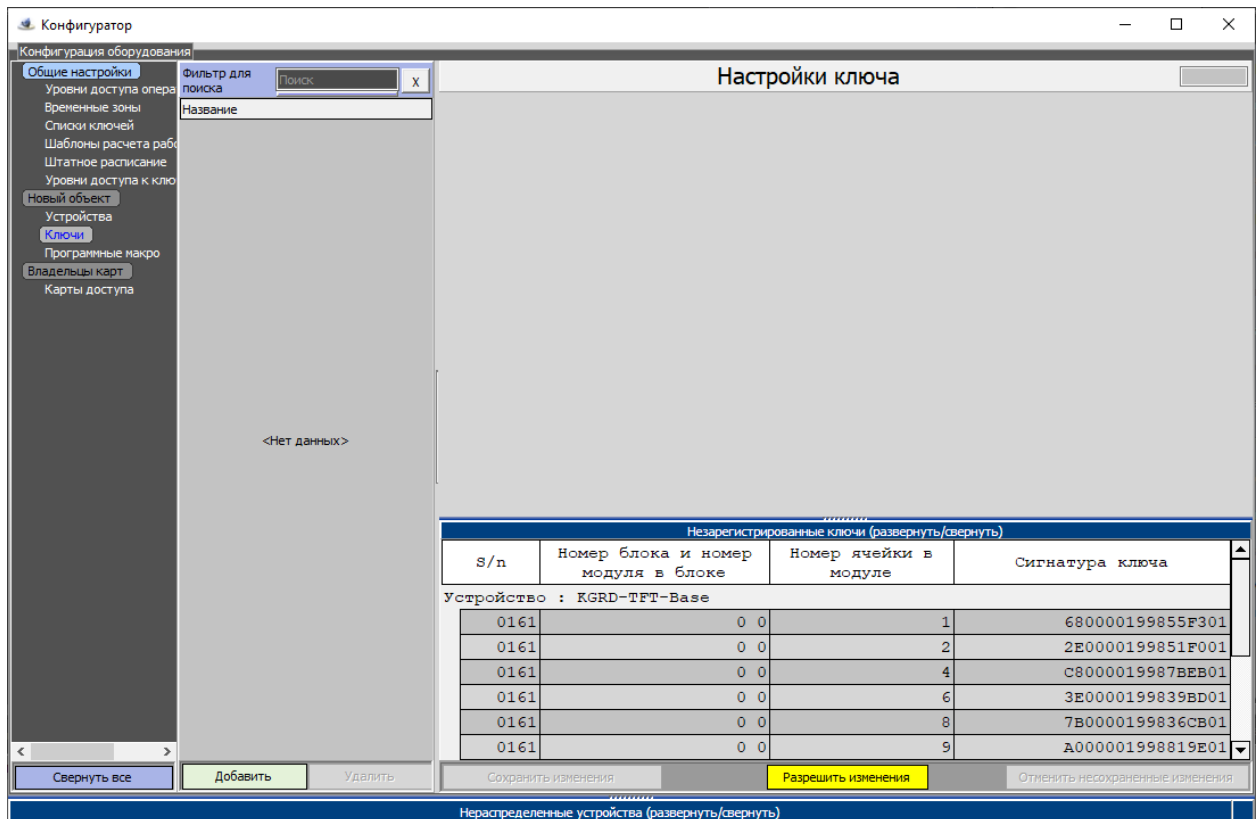 Конфигуратор
Конфигурация оборудования
Общие настройки
Уровни доступа опера
Временные зоны
Списки ключей
Шаблоны расчета рабо
Штатное расписание
Уровни доступа к клю
Новый объект
Устройства
Ключи
Программные макро
Владельцы карт
Карты доступа
Свернуть все
Фильтр для
поиска
Поиск
X
Название
<Нет данных>
Добавить
Удалить
Настройки ключа
Незарегистрированные ключи (развернуть/свернуть)
S/n Номер блока и номер модуля в блоке Номер ячейки в модуле Сигнатура ключа
Устройство : KGRD-TFT-Base
0161 0 0 1 680000199855F301
0161 0 0 2 2E0000199851F001
0161 0 0 4 C8000019987BEB01
0161 0 0 6 3E0000199839BD01
0161 0 0 8 7B0000199836CB01
0161 0 0 9 A000001998819E01
Сохранить изменения
Разрешить изменения
Отменить несохраненные изменения
Нераспределенные устройства (развернуть/свернуть)